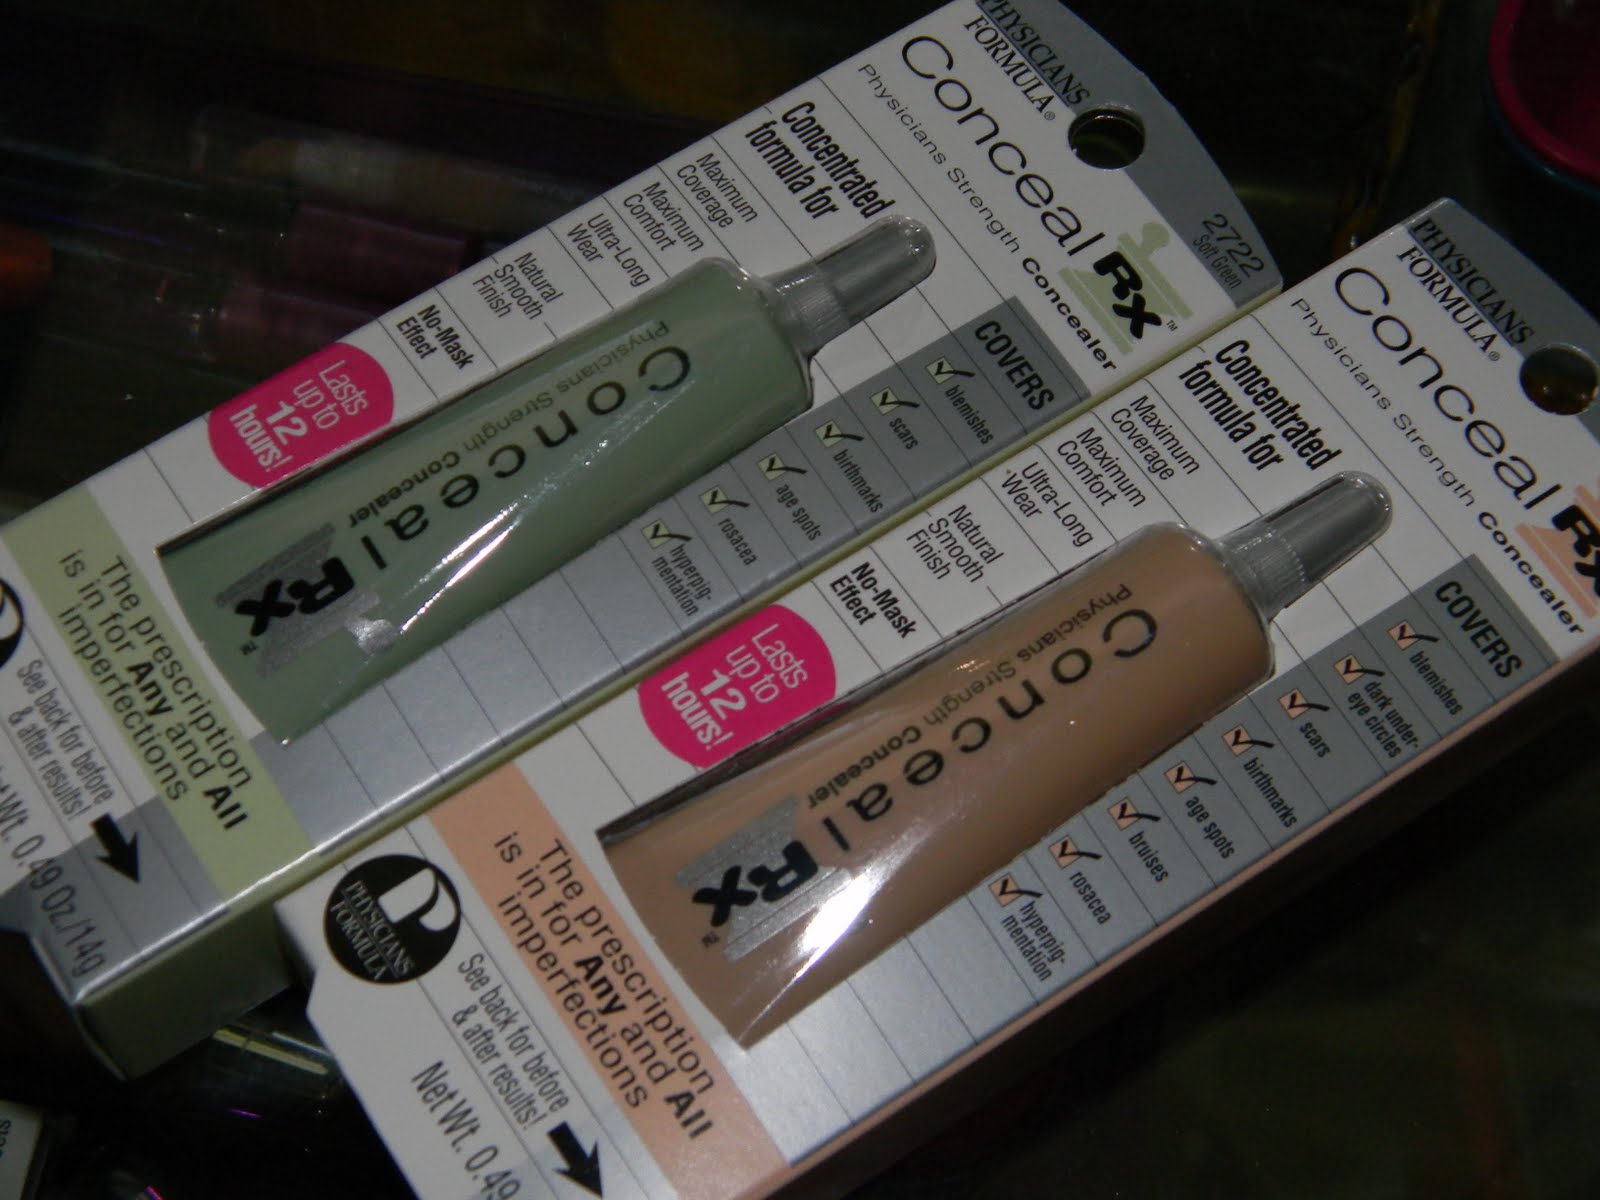 PHYSICIANS
FORMULA®
Conceal Rx™
Physicians Strength concealer
2722
Soft Green
Concentrated
formula for
Maximum
Coverage
Maximum
Comfort
Ultra-Long
Wear
Natural
Smooth
Finish
No-Mask
Effect
Lasts
up to
12
hours!
Conceal Rx™
Physicians Strength Concealer
COVERS
blemishes
scars
birthmarks
age spots
rosacea
hyperpig-
mentation
The prescription
is in for Any and All
imperfections
See back for before
& after results!
Wt. 0.49 Oz/14g
PHYSICIANS
FORMULA®
Conceal Rx
Physicians Strength concealer
Concentrated
formula for
Maximum
Coverage
Maximum
Comfort
Ultra-Long
Wear
Natural
Smooth
Finish
No-Mask
Effect
Lasts
up to
12
hours!
Conceal Rx™
Physicians Strength Concealer
COVERS
blemishes
dark under-
eye circles
scars
birthmarks
age spots
bruises
rosacea
hyperpig-
mentation
The prescription
is in for Any and All
imperfections
P
PHYSICIANS
FORMULA
See back for before
& after results!
Net Wt. 0.49